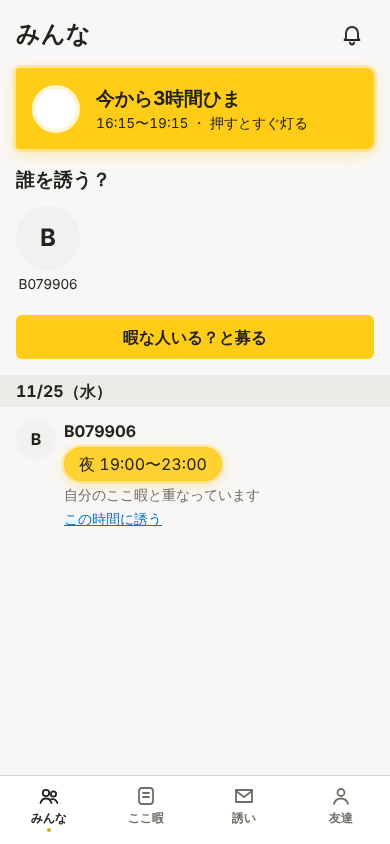 みんな
今から3時間ひま
16:15〜19:15 ・ 押すとすぐ灯る
誰を誘う？
B
B079906
暇な人いる？と募る
11/25（水）
B
B079906
夜 19:00〜23:00
自分のここ暇と重なっています
この時間に誘う
みんな
ここ暇
誘い
友達